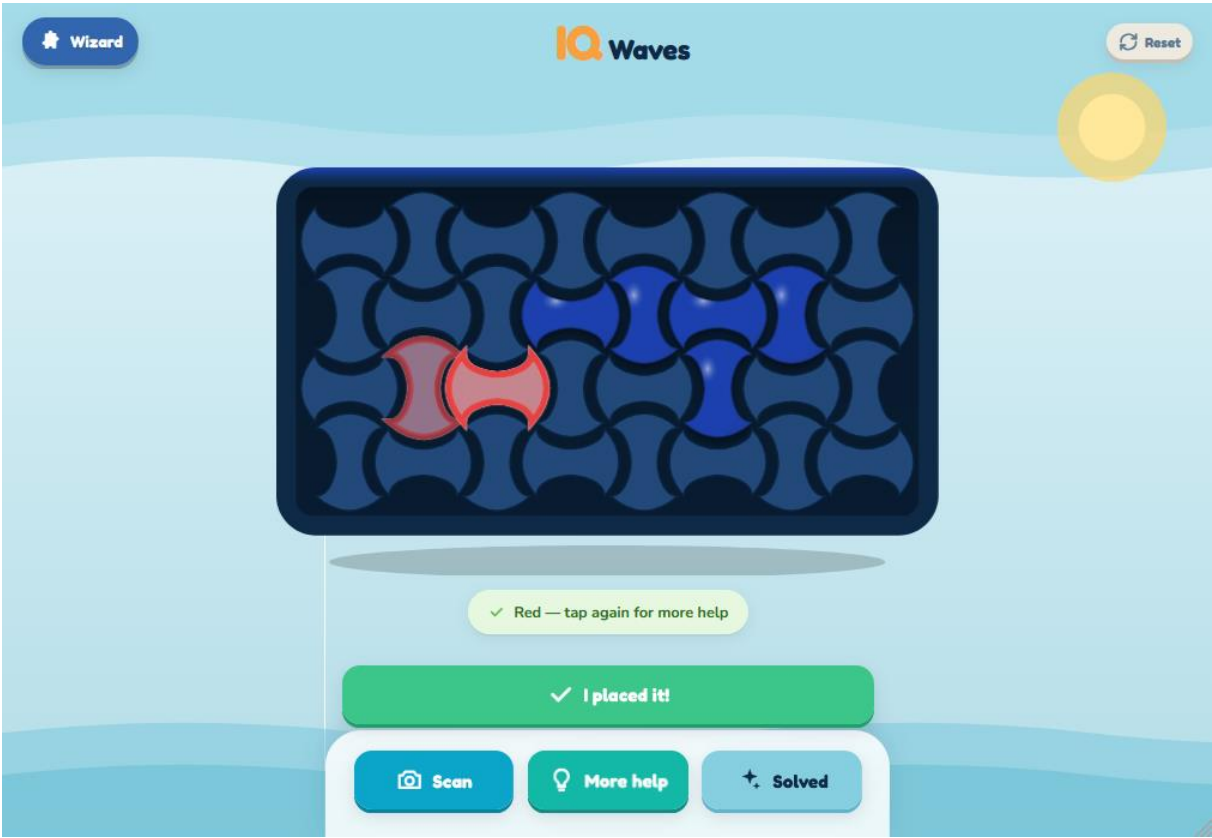 Wizard
IQ Waves
Reset
Red — tap again for more help
I placed it!
Scan
More help
Solved